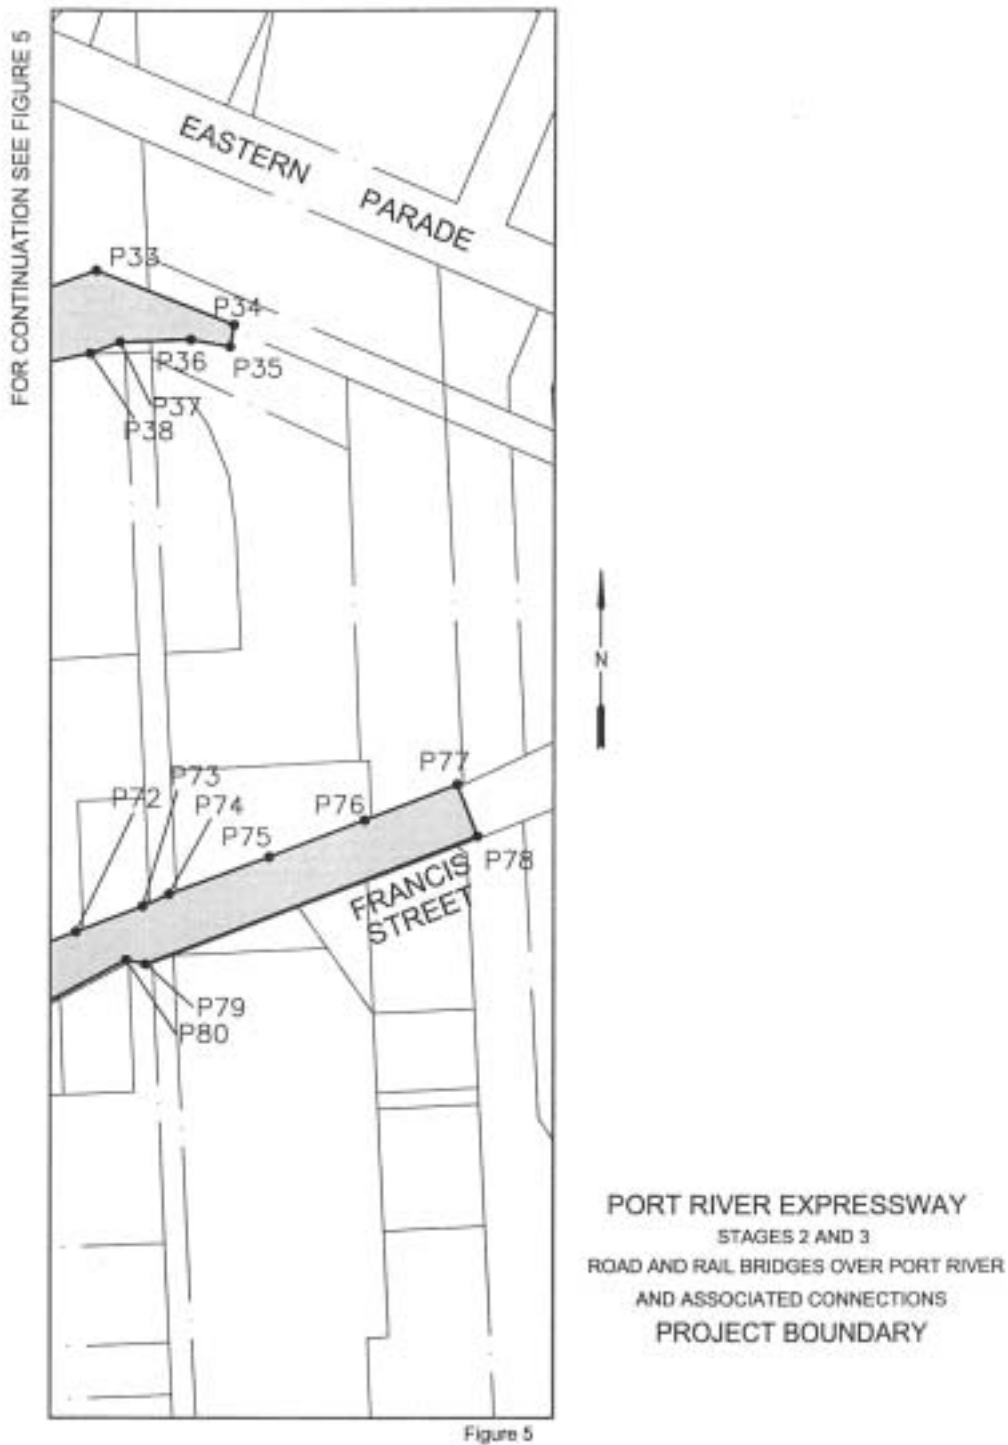 FOR CONTINUATION SEE FIGURE 5
EASTERN PARADE
P33
P34
P35
P36
P37
P38
P77
P73
P72
P74
P76
P75
P78
FRANCIS
STREET
P79
P80
N
PORT RIVER EXPRESSWAY
STAGES 2 AND 3
ROAD AND RAIL BRIDGES OVER PORT RIVER
AND ASSOCIATED CONNECTIONS
PROJECT BOUNDARY
Figure 5